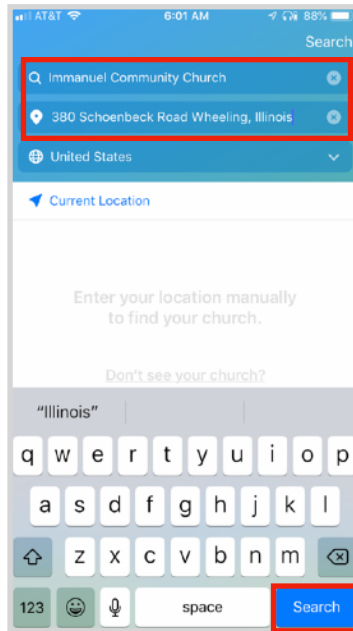 AT&T 6:01 AM 88%
Search
Immanuel Community Church
380 Schoenbeck Road Wheeling, Illinois
United States
Current Location
Enter your location manually
to find your church.
Don't see your church?
"Illinois"
q w e r t y u i o p
a s d f g h j k l
z x c v b n m
123 space Search